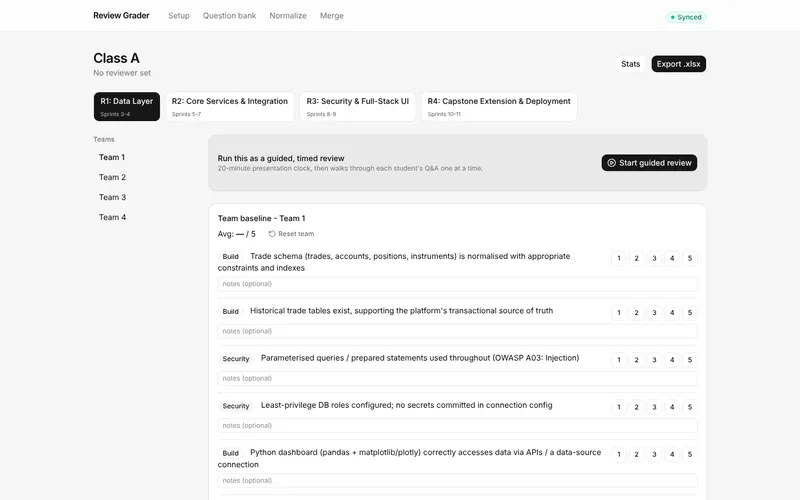 Review Grader Setup Question bank Normalize Merge Synced
Class A
No reviewer set
Stats Export .xlsx
R1: Data Layer
Sprints 3-4
R2: Core Services & Integration
Sprints 5-7
R3: Security & Full-Stack UI
Sprints 8-9
R4: Capstone Extension & Deployment
Sprints 10-11
Teams
Team 1
Team 2
Team 3
Team 4
Run this as a guided, timed review
20-minute presentation clock, then walks through each student's Q&A one at a time.
Start guided review
Team baseline - Team 1
Avg: — / 5 Reset team
Build Trade schema (trades, accounts, positions, instruments) is normalised with appropriate
constraints and indexes
1 2 3 4 5
notes (optional)
Build Historical trade tables exist, supporting the platform's transactional source of truth
1 2 3 4 5
notes (optional)
Security Parameterised queries / prepared statements used throughout (OWASP A03: Injection)
1 2 3 4 5
notes (optional)
Security Least-privilege DB roles configured; no secrets committed in connection config
1 2 3 4 5
notes (optional)
Build Python dashboard (pandas + matplotlib/plotly) correctly accesses data via APIs / a data-source
connection
1 2 3 4 5
notes (optional)